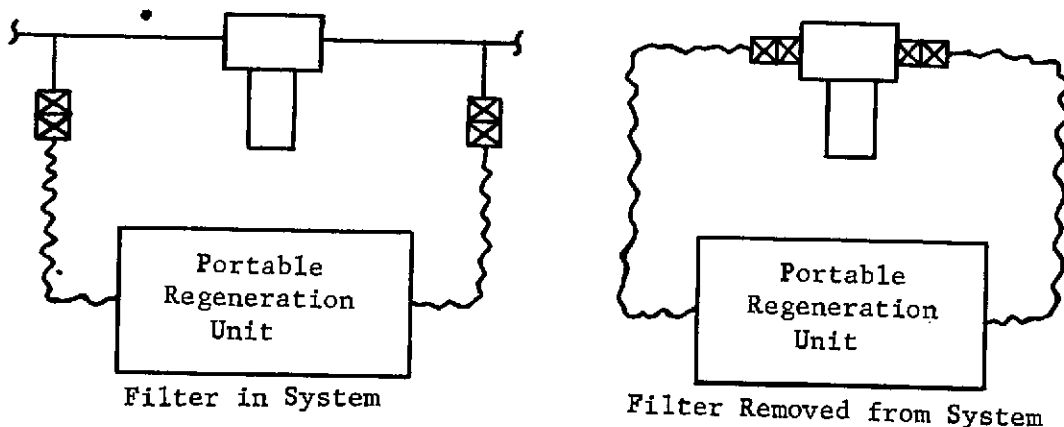 Portable
Regeneration
Unit
Filter in System
Portable
Regeneration
Unit
Filter Removed from System